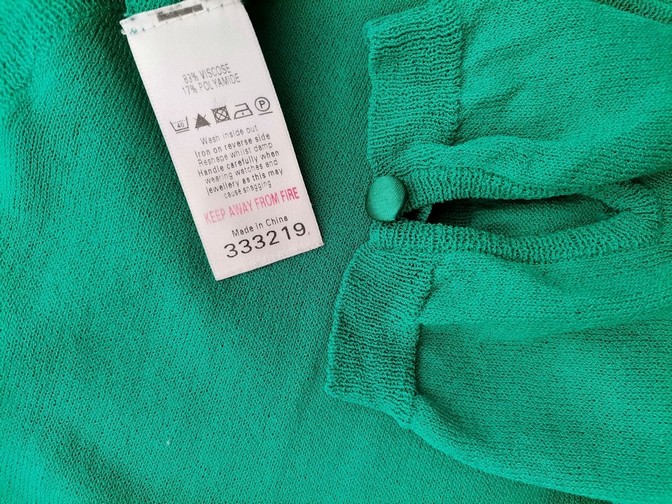 83% VISCOSE
17% POLYAMIDE
40 P
Wash inside out
Iron on reverse side
Reshape whilst damp
Handle carefully when
wearing watches and
jewellery as this may
cause snagging
KEEP AWAY FROM FIRE
Made in China
333219